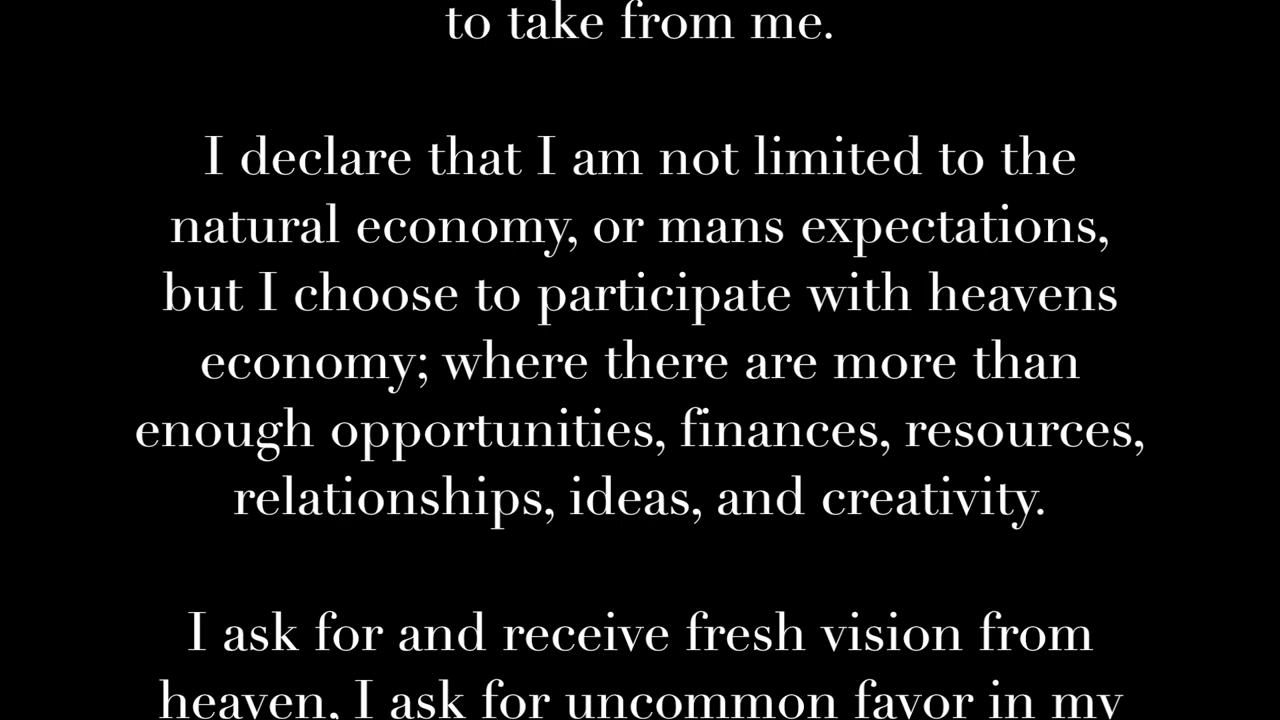 to take from me.
I declare that I am not limited to the
natural economy, or mans expectations,
but I choose to participate with heavens
economy; where there are more than
enough opportunities, finances, resources,
relationships, ideas, and creativity.
I ask for and receive fresh vision from
heaven, I ask for uncommon favor in my